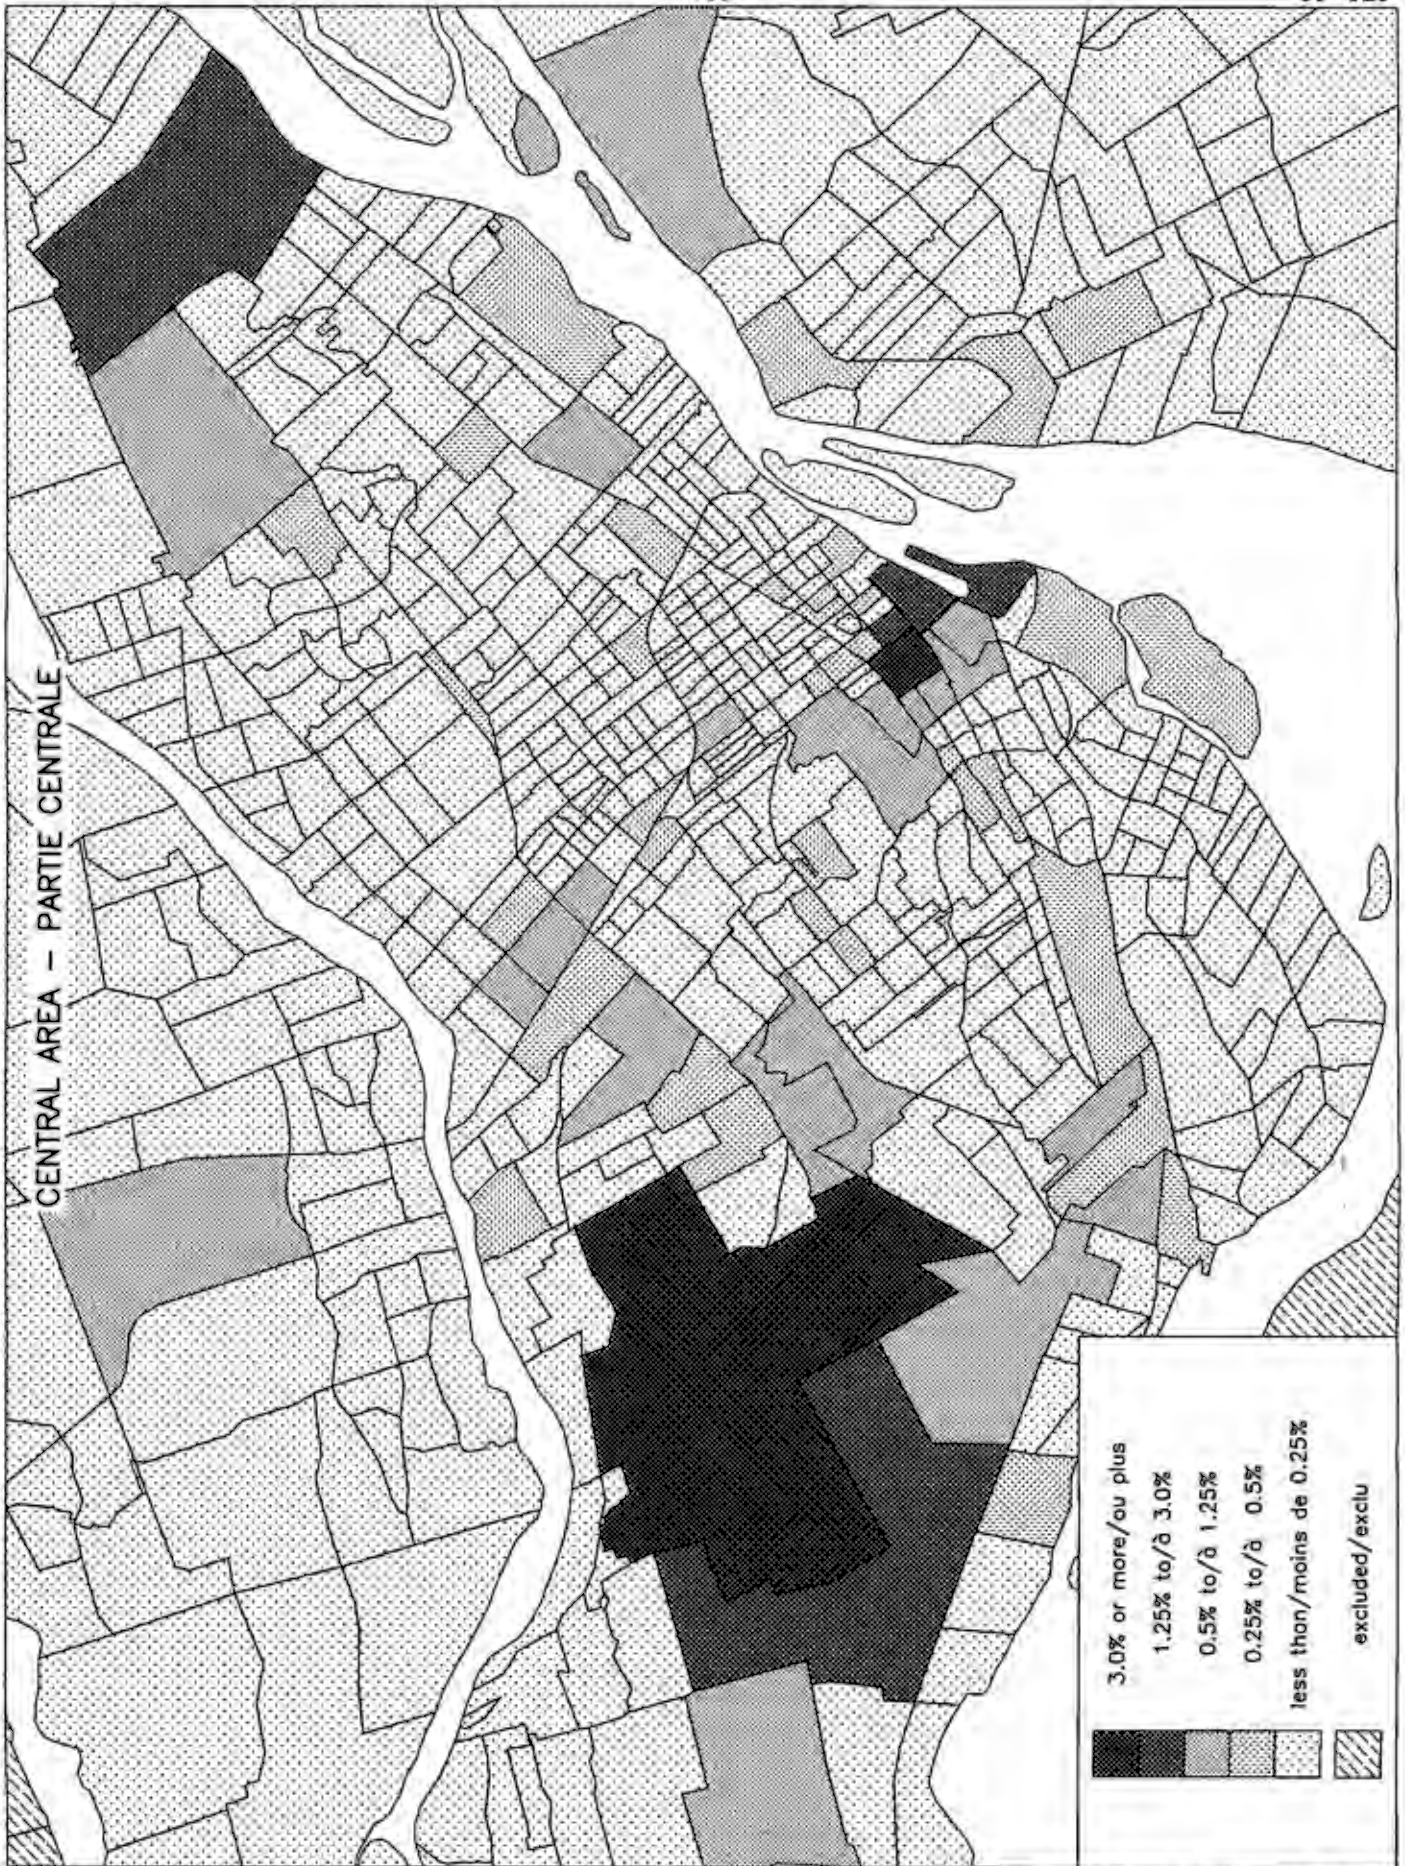 CENTRAL AREA – PARTIE CENTRALE
3.0% or more/ou plus
1.25% to/à 3.0%
0.5% to/à 1.25%
0.25% to/à 0.5%
less than/moins de 0.25%
excluded/exclu